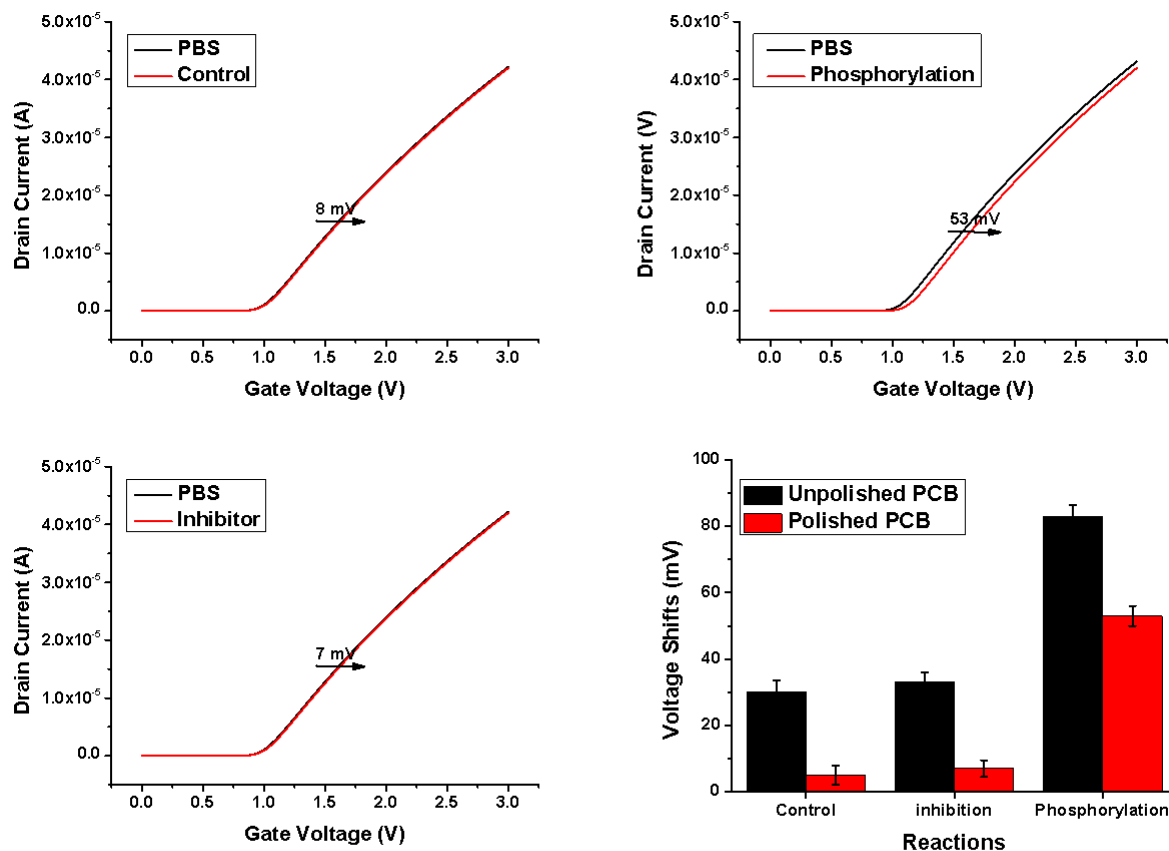 5.0x10⁻⁵
4.0x10⁻⁵
3.0x10⁻⁵
2.0x10⁻⁵
1.0x10⁻⁵
0.0
Drain Current (A)
PBS
Control
8 mV
0.0 0.5 1.0 1.5 2.0 2.5 3.0
Gate Voltage (V)
5.0x10⁻⁵
4.0x10⁻⁵
3.0x10⁻⁵
2.0x10⁻⁵
1.0x10⁻⁵
0.0
Drain Current (V)
PBS
Phosphorylation
53 mV
0.0 0.5 1.0 1.5 2.0 2.5 3.0
Gate Voltage (V)
5.0x10⁻⁵
4.0x10⁻⁵
3.0x10⁻⁵
2.0x10⁻⁵
1.0x10⁻⁵
0.0
Drain Current (A)
PBS
Inhibitor
7 mV
0.0 0.5 1.0 1.5 2.0 2.5 3.0
Gate Voltage (V)
100
80
60
40
20
0
Voltage Shifts (mV)
Unpolished PCB
Polished PCB
Control inhibition Phosphorylation
Reactions